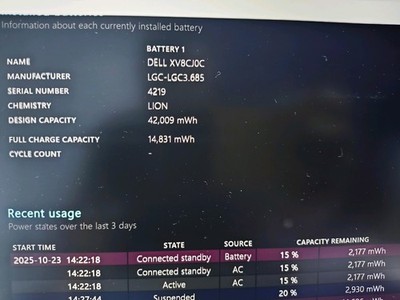 Information about each currently installed battery
BATTERY 1
NAME DELL XV8CJ0C
MANUFACTURER LGC-LGC3.685
SERIAL NUMBER 4219
CHEMISTRY LION
DESIGN CAPACITY 42,009 mWh
FULL CHARGE CAPACITY 14,831 mWh
CYCLE COUNT -
Recent usage
Power states over the last 3 days
START TIME STATE SOURCE CAPACITY REMAINING
2025-10-23 14:22:18 Connected standby Battery 15 % 2,177 mWh
14:22:18 Connected standby AC 15 % 2,177 mWh
14:22:18 Active AC 15 % 2,177 mWh
14:27:44 Suspended 20 % 2,930 mWh